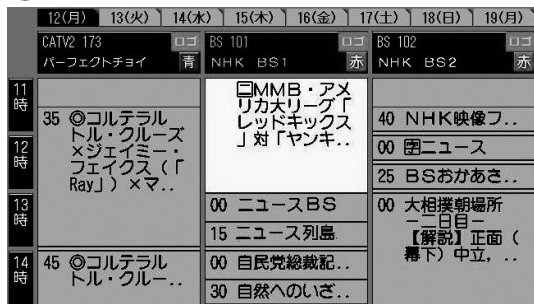 12(月) 13(火) 14(水) 15(木) 16(金) 17(土) 18(日) 19(月)
CATV2 173 ロゴ
パーフェクトチョイ 青
BS 101 ロゴ
NHK BS1 赤
BS 102 ロゴ
NHK BS2 赤
11時
12時
13時
14時
35 ◎コルテラル
トル・クルーズ
×ジェイミー・
フェイクス(「
Ray」)×マ..
45 ◎コルテラル
トル・クルー..
二MMB・アメ
リカ大リーグ「
レッドキックス
」対「ヤンキ..
00 ニュースBS
15 ニュース列島
00 自民党総裁記..
30 自然へのいざ..
40 NHK映像フ..
00 字ニュース
25 BSおかあさ..
00 大相撲朝場所
ー二日目ー
【解説】正面(
幕下)中立,..